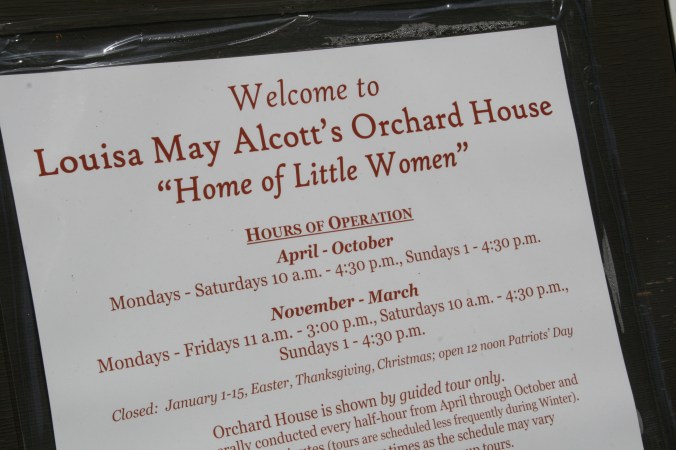 Welcome to
Louisa May Alcott's Orchard House
"Home of Little Women"
HOURS OF OPERATION
April - October
Mondays - Saturdays 10 a.m. - 4:30 p.m., Sundays 1 - 4:30 p.m.
November - March
Mondays - Fridays 11 a.m. - 3:00 p.m., Saturdays 10 a.m. - 4:30 p.m.,
Sundays 1 - 4:30 p.m.
Closed: January 1-15, Easter, Thanksgiving, Christmas; open 12 noon Patriots' Day
Orchard House is shown by guided tour only.
conducted every half-hour from April through October and
(tours are scheduled less frequently during Winter).
times as the schedule may vary
tours.